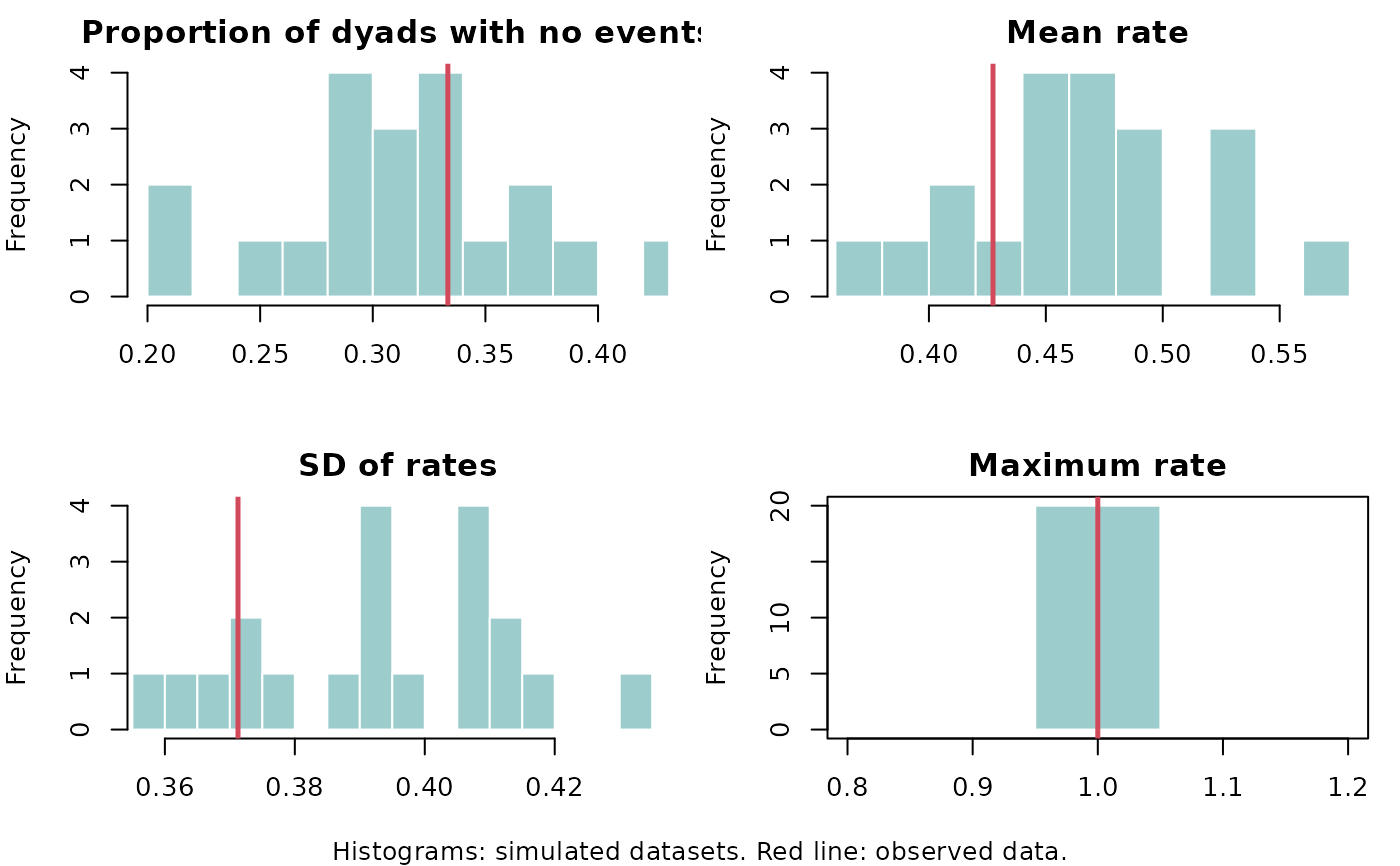 Proportion of dyads with no events
Frequency
4
3
2
1
0
0.20 0.25 0.30 0.35 0.40
Mean rate
Frequency
4
3
2
1
0
0.40 0.45 0.50 0.55
SD of rates
Frequency
4
3
2
1
0
0.36 0.38 0.40 0.42
Maximum rate
Frequency
20
10
5
0
0.8 0.9 1.0 1.1 1.2
Histograms: simulated datasets. Red line: observed data.